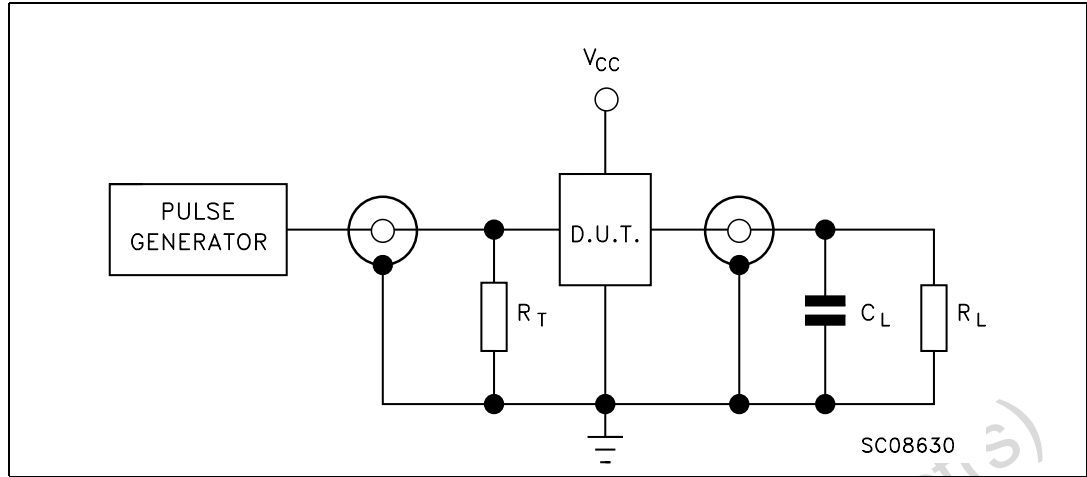 VCC
PULSE
GENERATOR
D.U.T.
RT
CL
RL
SC08630